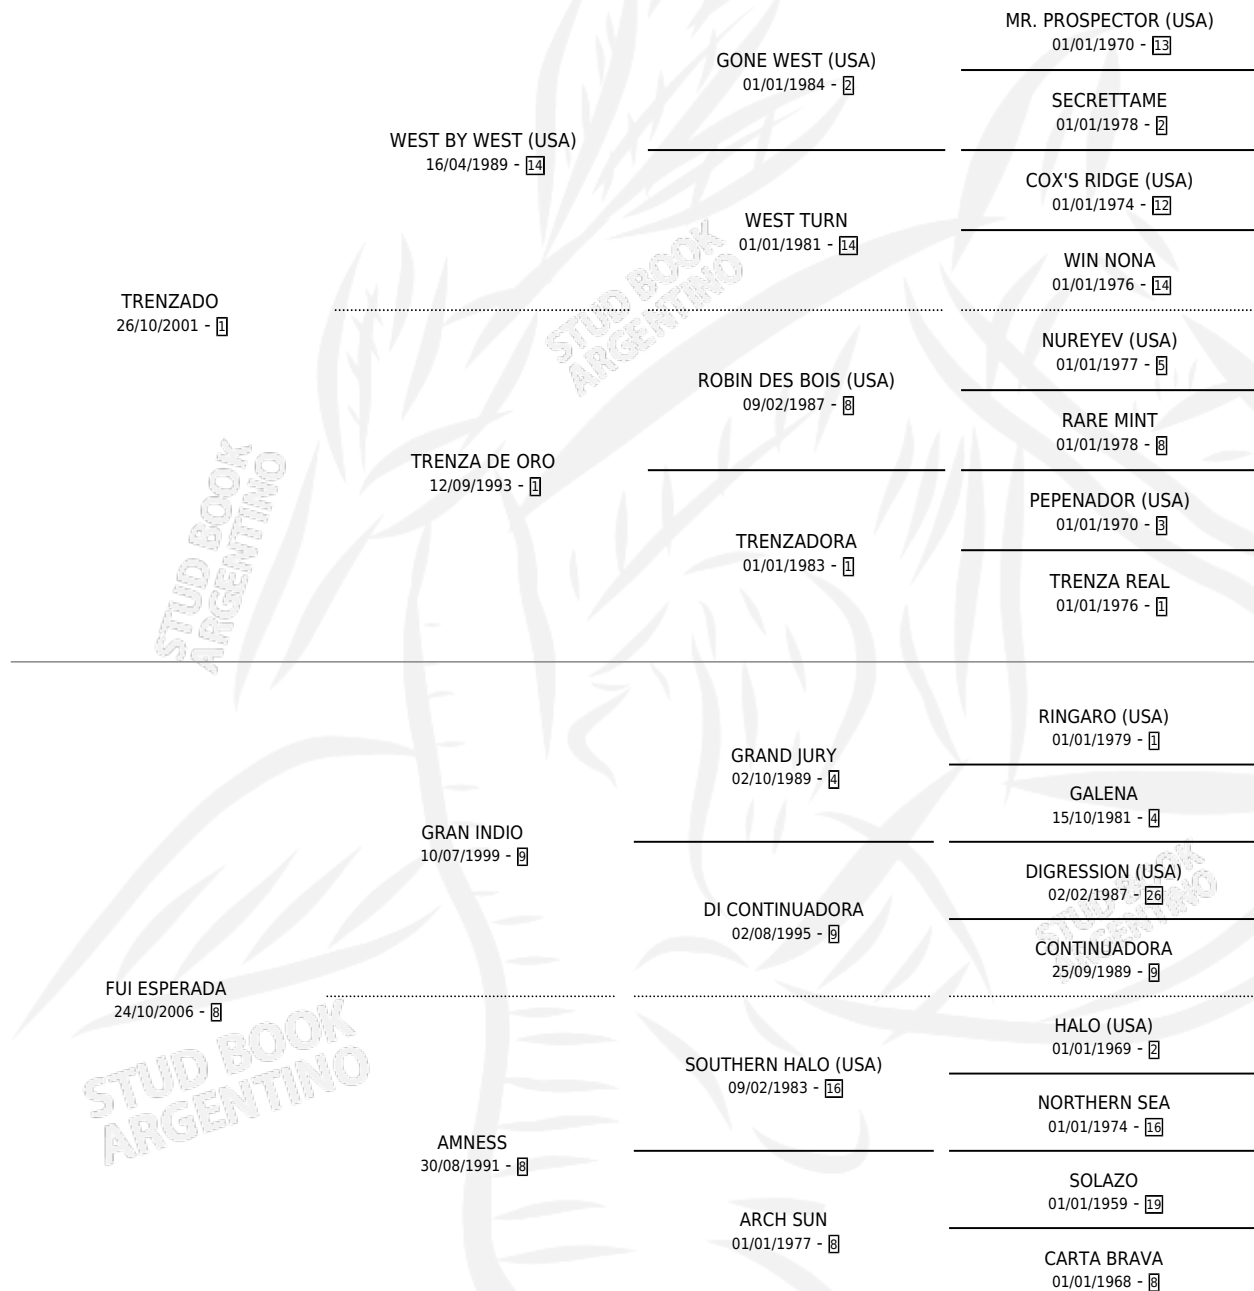 MR. PROSPECTOR (USA)
01/01/1970 - 13
GONE WEST (USA)
01/01/1984 - 2
SECRETTAME
01/01/1978 - 2
WEST BY WEST (USA)
16/04/1989 - 14
COX'S RIDGE (USA)
01/01/1974 - 12
WEST TURN
01/01/1981 - 14
WIN NONA
01/01/1976 - 14
TRENZADO
26/10/2001 - 1
NUREYEV (USA)
01/01/1977 - 5
ROBIN DES BOIS (USA)
09/02/1987 - 8
RARE MINT
01/01/1978 - 8
TRENZA DE ORO
12/09/1993 - 1
PEPENADOR (USA)
01/01/1970 - 3
TRENZADORA
01/01/1983 - 1
TRENZA REAL
01/01/1976 - 1
RINGARO (USA)
01/01/1979 - 1
GRAND JURY
02/10/1989 - 4
GALENA
15/10/1981 - 4
GRAN INDIO
10/07/1999 - 9
DIGRESSION (USA)
02/02/1987 - 26
DI CONTINUADORA
02/08/1995 - 9
CONTINUADORA
25/09/1989 - 9
FUI ESPERADA
24/10/2006 - 8
HALO (USA)
01/01/1969 - 2
SOUTHERN HALO (USA)
09/02/1983 - 16
NORTHERN SEA
01/01/1974 - 16
AMNESS
30/08/1991 - 8
SOLAZO
01/01/1959 - 19
ARCH SUN
01/01/1977 - 8
CARTA BRAVA
01/01/1968 - 8
STUD BOOK
ARGENTINO
STUD BOOK
ARGENTINO
STUD BOOK
ARGENTINO
STUD BOOK
ARGENTINO